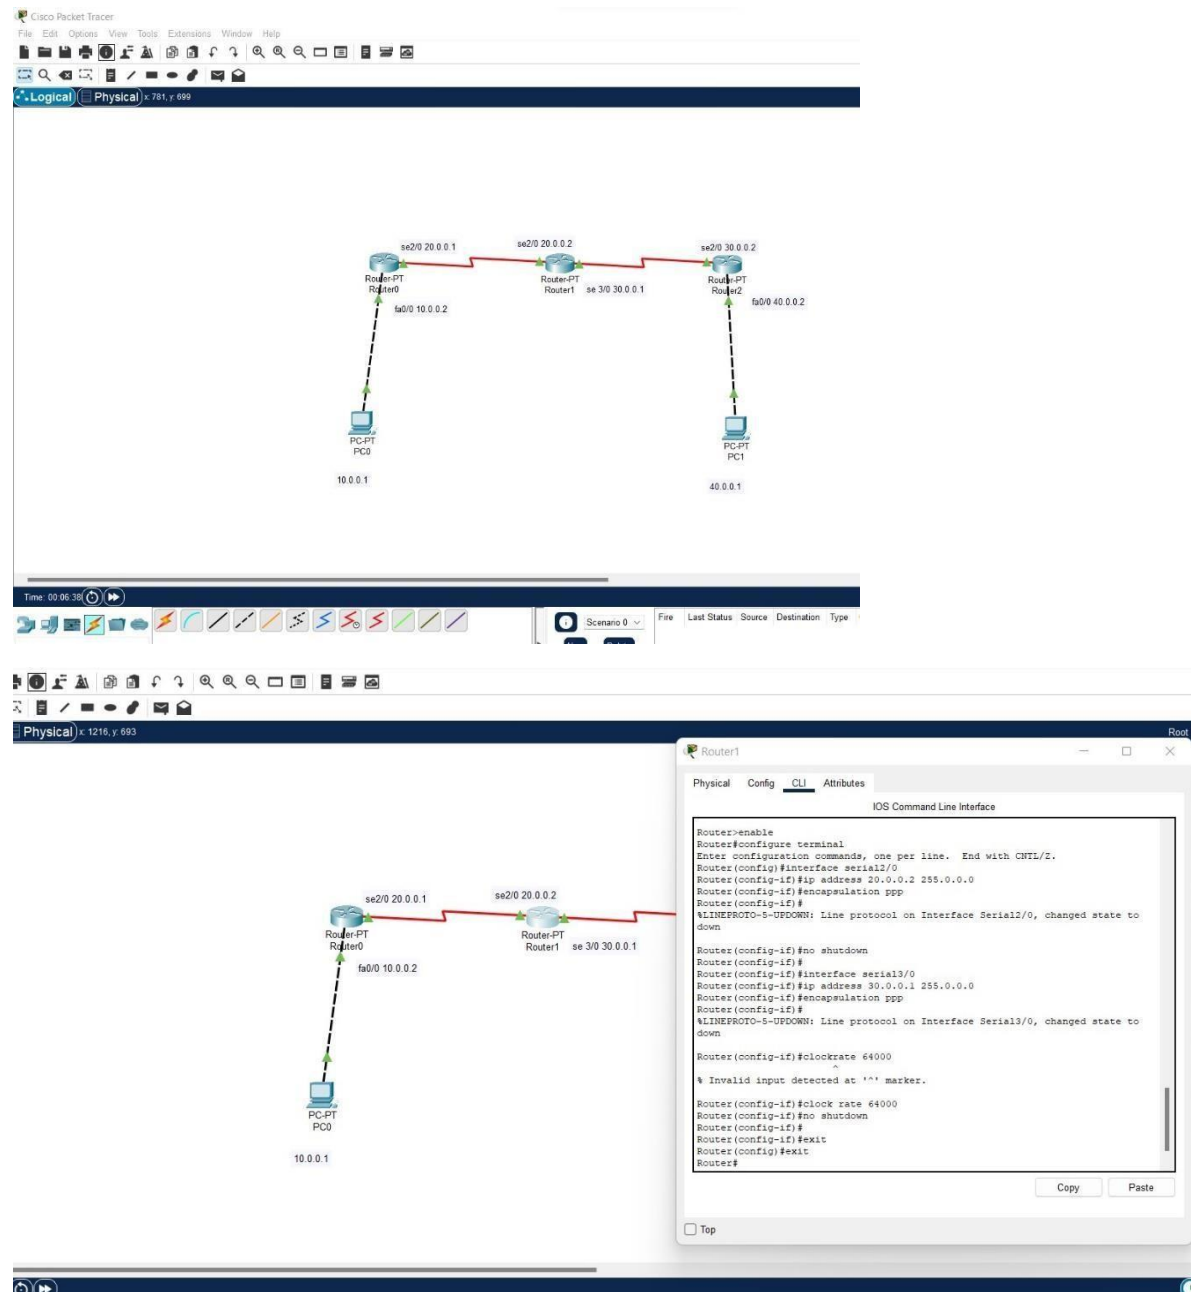 Cisco Packet Tracer
File Edit Options View Tools Extensions Window Help
Logical Physical x: 781, y: 699
se2/0 20.0.0.1
se2/0 20.0.0.2
se2/0 30.0.0.2
Router-PT
Router0
Router-PT
Router1
se 3/0 30.0.0.1
Router-PT
Router2
fa0/0 10.0.0.2
fa0/0 40.0.0.2
PC-PT
PC0
PC-PT
PC1
10.0.0.1
40.0.0.1
Time: 00:06:38
Scenario 0
Fire Last Status Source Destination Type
Physical x: 1216, y: 693
Root
Router1
Physical Config CLI Attributes
IOS Command Line Interface
Router>enable
Router#configure terminal
Enter configuration commands, one per line. End with CNTL/Z.
Router(config)#interface serial2/0
Router(config-if)#ip address 20.0.0.2 255.0.0.0
Router(config-if)#encapsulation ppp
Router(config-if)#
%LINEPROTO-5-UPDOWN: Line protocol on Interface Serial2/0, changed state to
down
Router(config-if)#no shutdown
Router(config-if)#
Router(config-if)#interface serial3/0
Router(config-if)#ip address 30.0.0.1 255.0.0.0
Router(config-if)#encapsulation ppp
Router(config-if)#
%LINEPROTO-5-UPDOWN: Line protocol on Interface Serial3/0, changed state to
down
Router(config-if)#clockrate 64000
^
% Invalid input detected at '^' marker.
Router(config-if)#clock rate 64000
Router(config-if)#no shutdown
Router(config-if)#
Router(config-if)#exit
Router(config)#exit
Router#
Copy Paste
Top
se2/0 20.0.0.1
se2/0 20.0.0.2
Router-PT
Router0
Router-PT
Router1
se 3/0 30.0.0.1
fa0/0 10.0.0.2
PC-PT
PC0
10.0.0.1